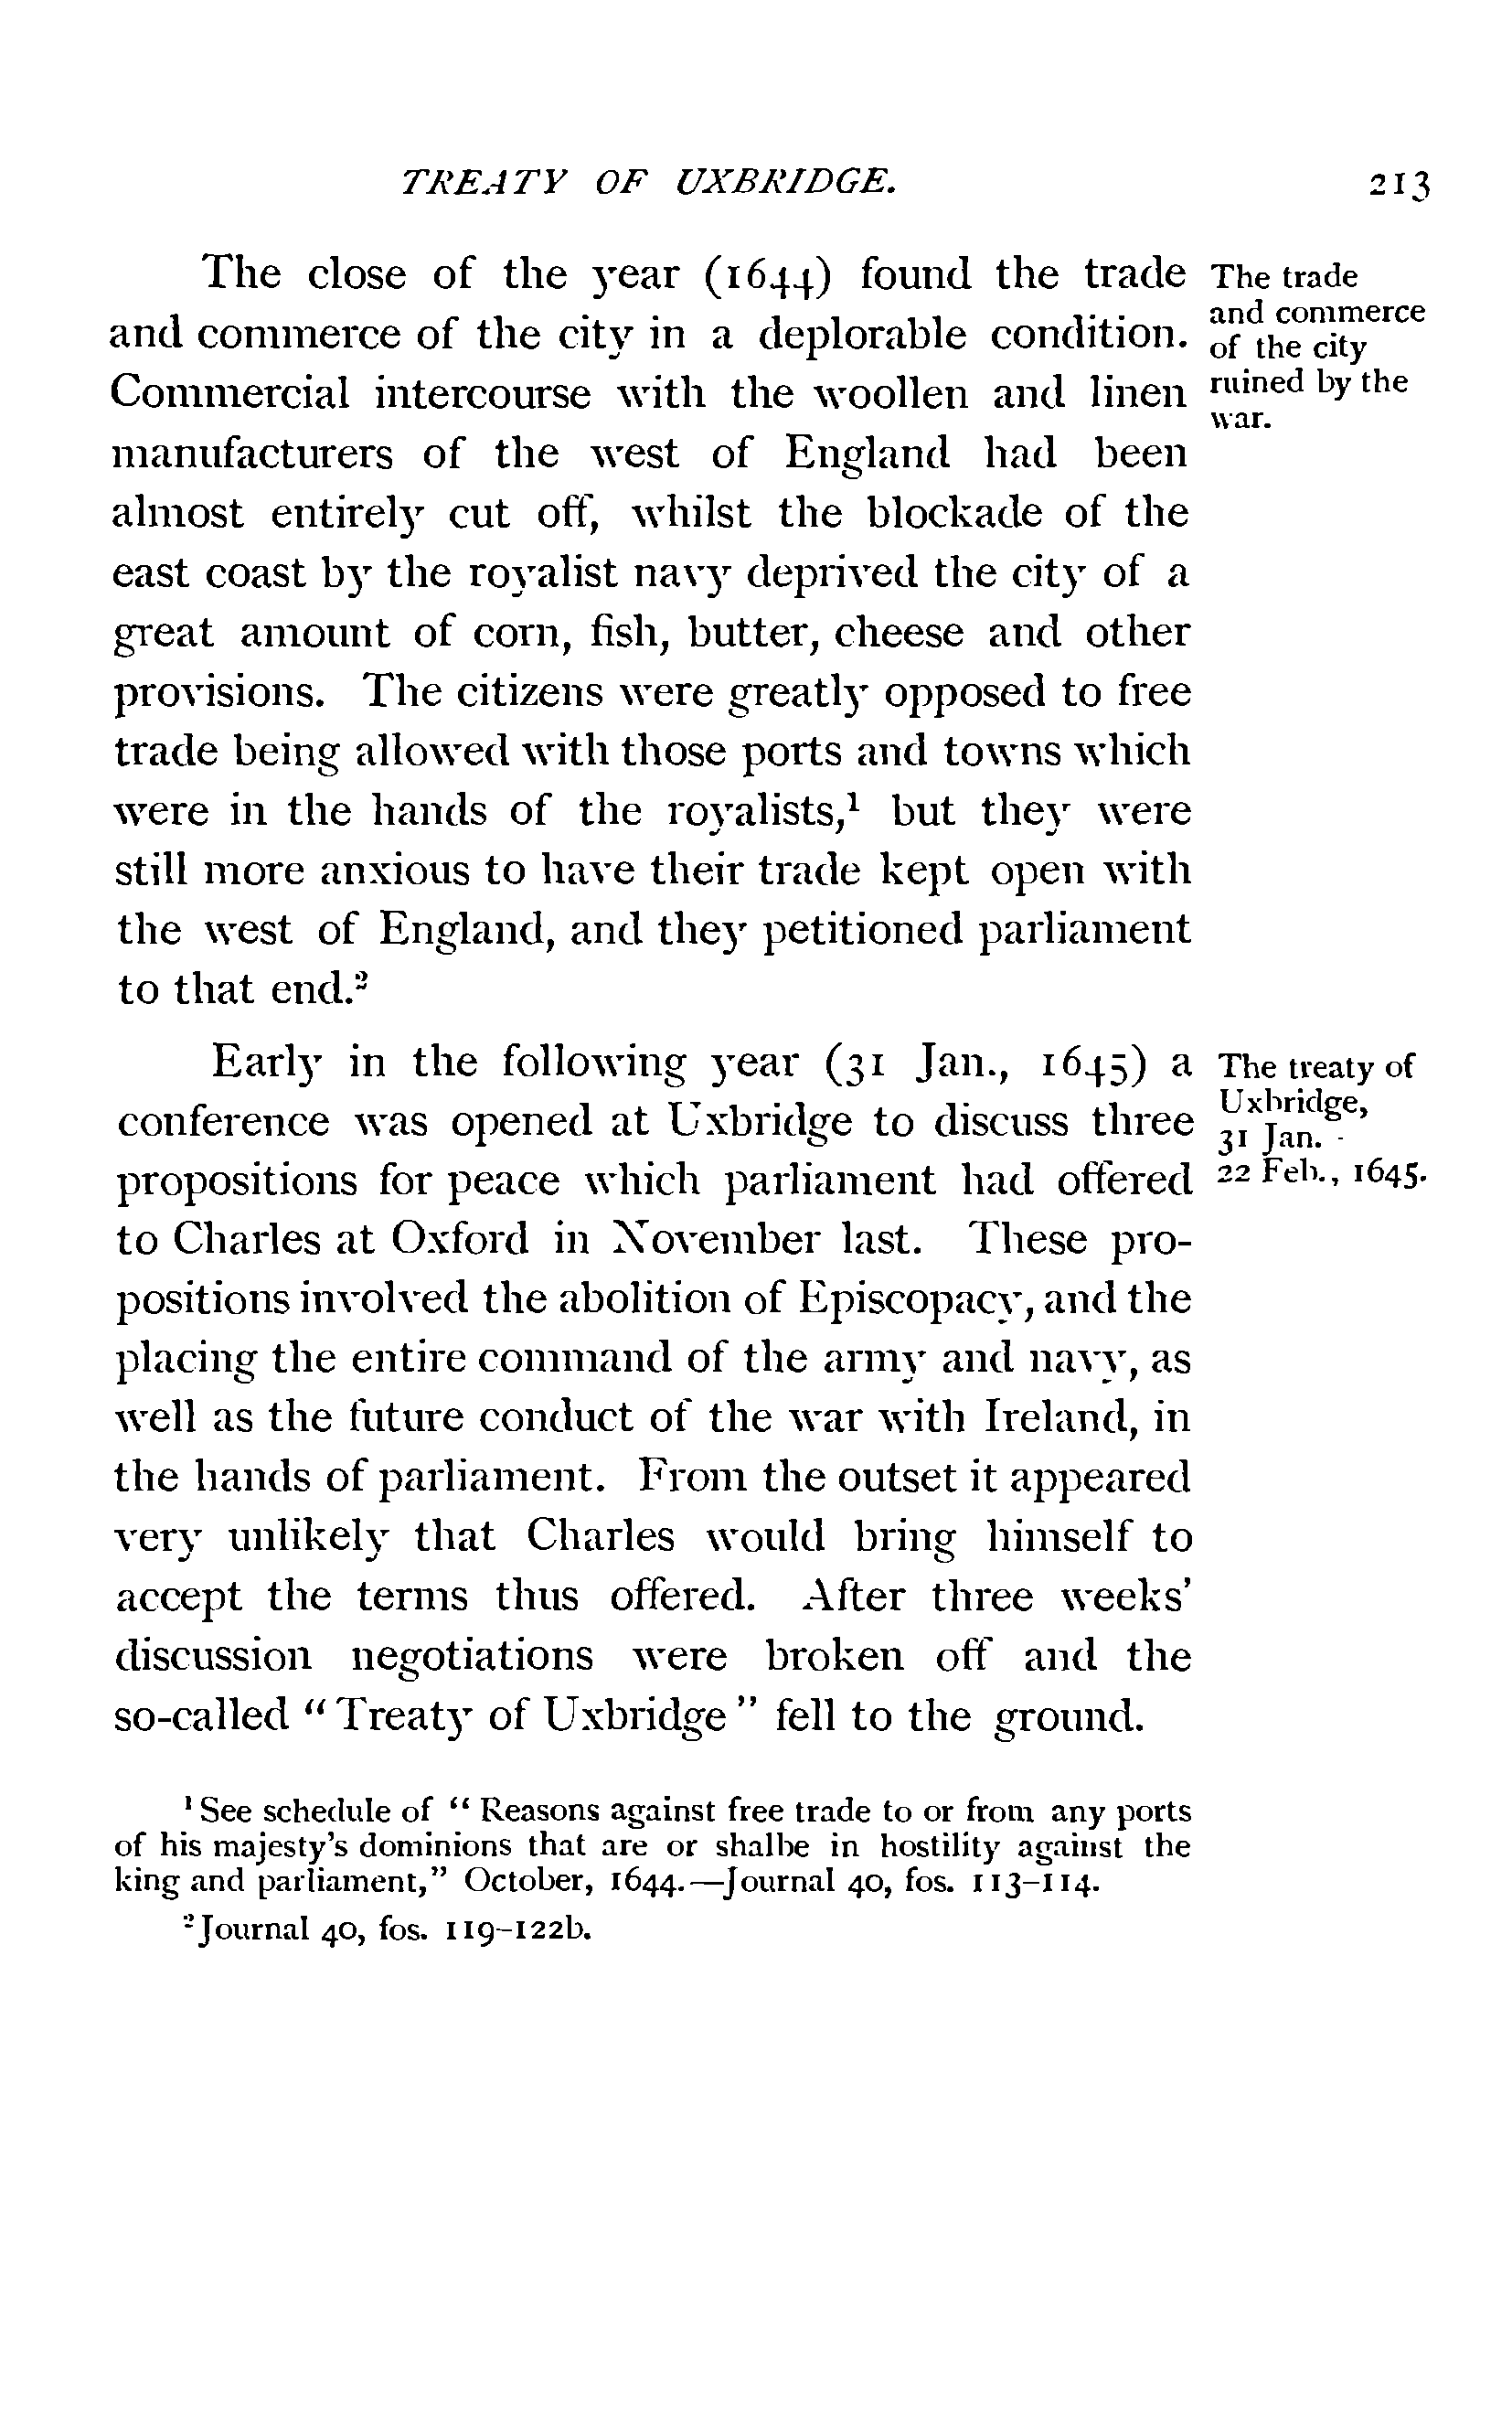 TREATY OF UXBRIDGE. 213
The close of the year (1644) found the trade
and commerce of the city in a deplorable condition.
Commercial intercourse with the woollen and linen
manufacturers of the west of England had been
almost entirely cut off, whilst the blockade of the
east coast by the royalist navy deprived the city of a
great amount of corn, fish, butter, cheese and other
provisions. The citizens were greatly opposed to free
trade being allowed with those ports and towns which
were in the hands of the royalists,¹ but they were
still more anxious to have their trade kept open with
the west of England, and they petitioned parliament
to that end.²
The trade
and commerce
of the city
ruined by the
war.
Early in the following year (31 Jan., 1645) a
conference was opened at Uxbridge to discuss three
propositions for peace which parliament had offered
to Charles at Oxford in November last. These pro-
positions involved the abolition of Episcopacy, and the
placing the entire command of the army and navy, as
well as the future conduct of the war with Ireland, in
the hands of parliament. From the outset it appeared
very unlikely that Charles would bring himself to
accept the terms thus offered. After three weeks'
discussion negotiations were broken off and the
so-called "Treaty of Uxbridge" fell to the ground.
The treaty of
Uxbridge,
31 Jan. -
22 Feb., 1645.
¹ See schedule of "Reasons against free trade to or from any ports
of his majesty's dominions that are or shalbe in hostility against the
king and parliament," October, 1644.—Journal 40, fos. 113-114.
² Journal 40, fos. 119-122b.